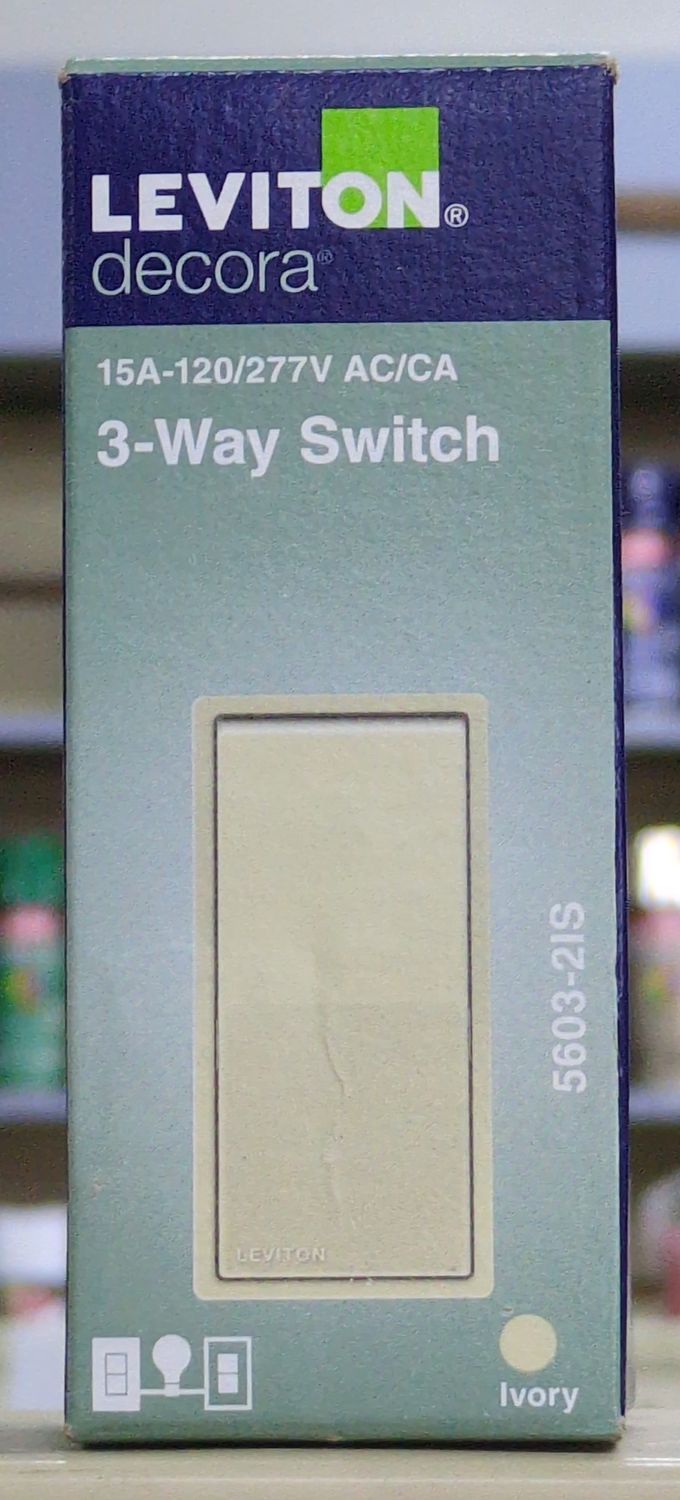 LEVITON®
decora®
15A-120/277V AC/CA
3-Way Switch
5603-2IS
LEVITON
Ivory